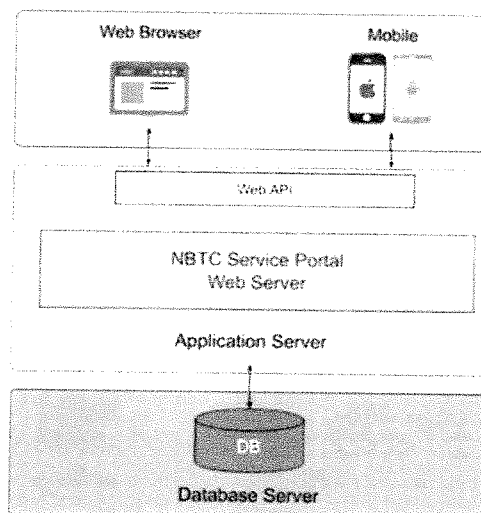 Web Browser
Mobile
Web API
NBTC Service Portal
Web Server
Application Server
DB
Database Server